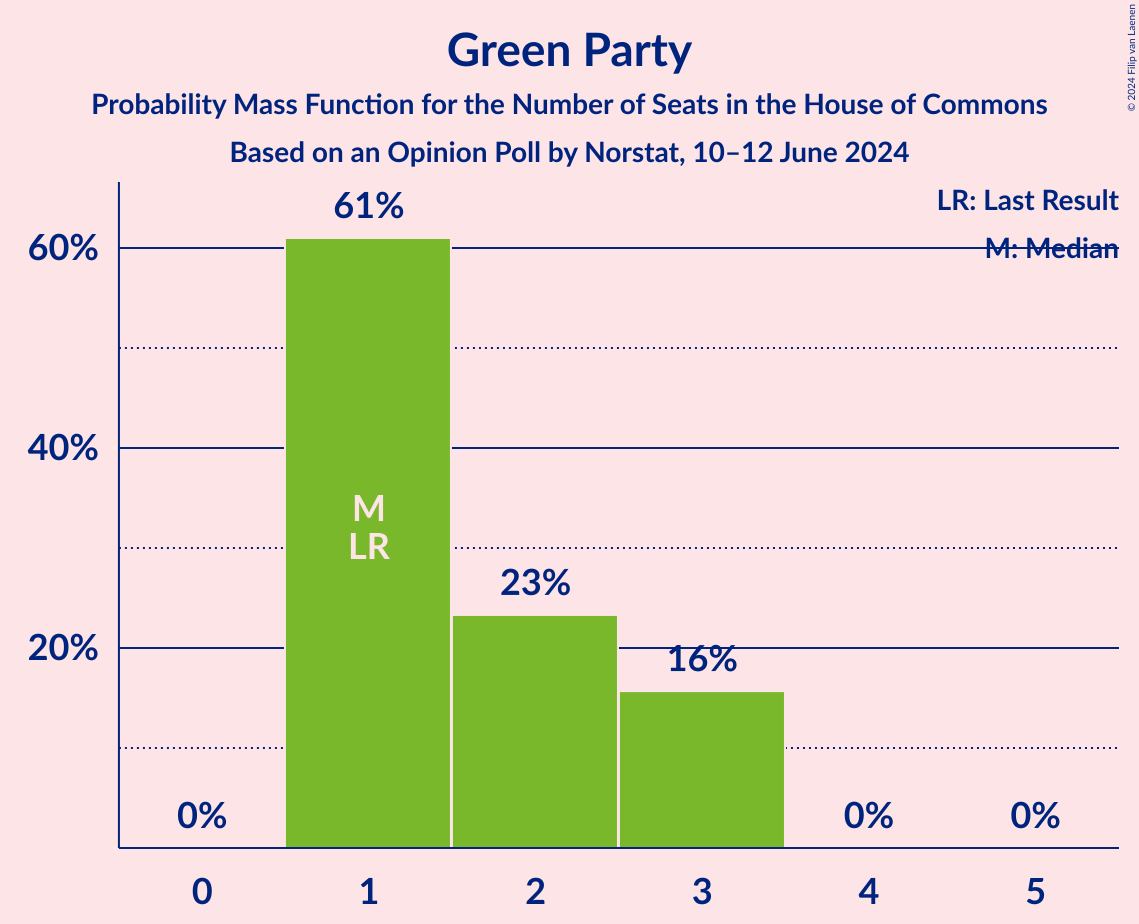 Green Party
Probability Mass Function for the Number of Seats in the House of Commons
Based on an Opinion Poll by Norstat, 10–12 June 2024
© 2024 Filip van Laenen
LR: Last Result
M: Median
61%
60%
40%
M
LR
23%
20%
16%
0%
0%
0%
0
1
2
3
4
5